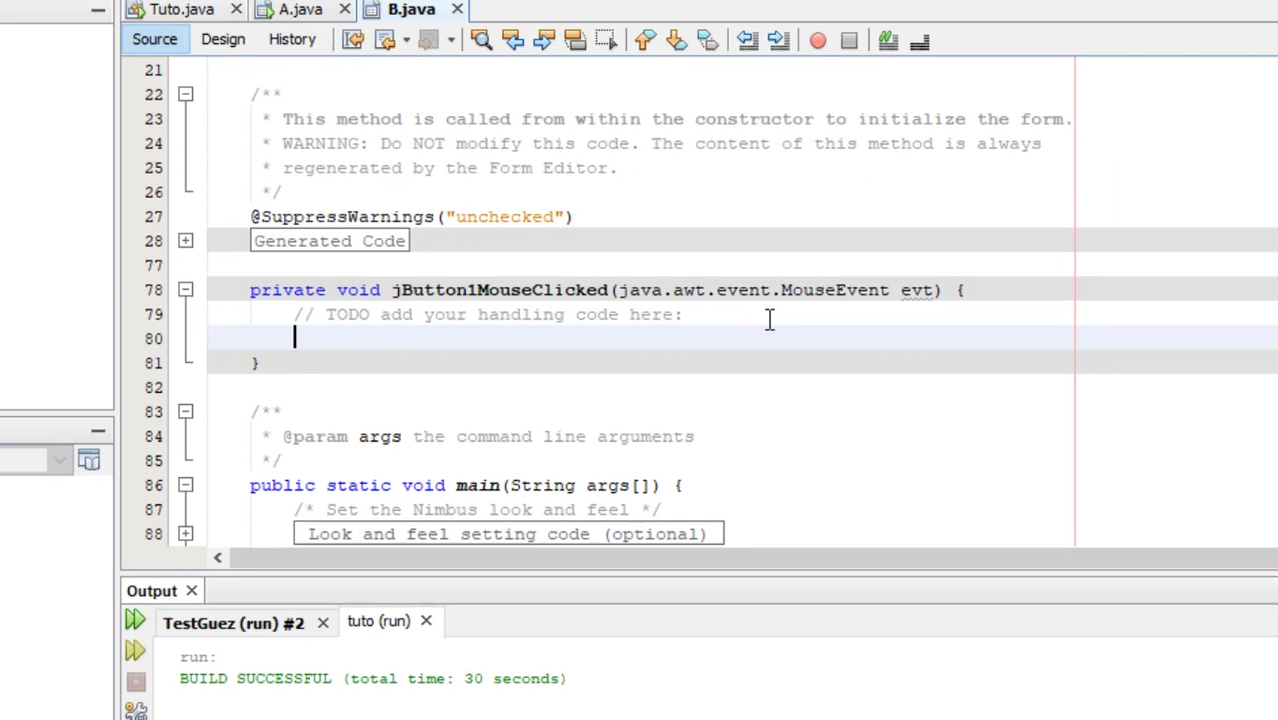 Tuto.java A.java B.java
Source Design History
21
22 /**
23 * This method is called from within the constructor to initialize the form.
24 * WARNING: Do NOT modify this code. The content of this method is always
25 * regenerated by the Form Editor.
26 */
27 @SuppressWarnings("unchecked")
28 Generated Code
77
78 private void jButton1MouseClicked(java.awt.event.MouseEvent evt) {
79 // TODO add your handling code here:
80
81 }
82
83 /**
84 * @param args the command line arguments
85 */
86 public static void main(String args[]) {
87 /* Set the Nimbus look and feel */
88 Look and feel setting code (optional)
Output
TestGuez (run) #2 tuto (run)
run:
BUILD SUCCESSFUL (total time: 30 seconds)